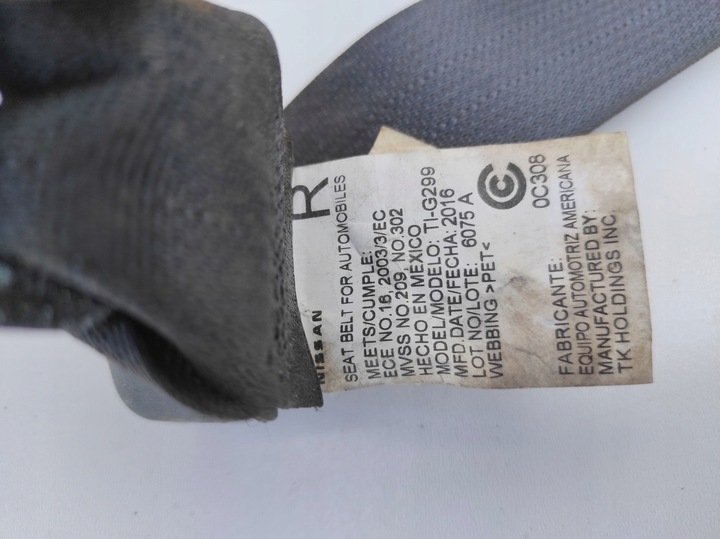 NISSAN R
SEAT BELT FOR AUTOMOBILES
MEETS/CUMPLE:
ECE NO.16, 2003/3/EC
MVSS NO.209, NO.302
HECHO EN MEXICO
MODEL/MODELO: TI-G299
MFD.DATE/FECHA: 2016
LOT NO/LOTE: 6075 A
WEBBING >PET<
0C308
FABRICANTE:
EQUIPO AUTOMOTRIZ AMERICANA
MANUFACTURED BY:
TK HOLDINGS INC.